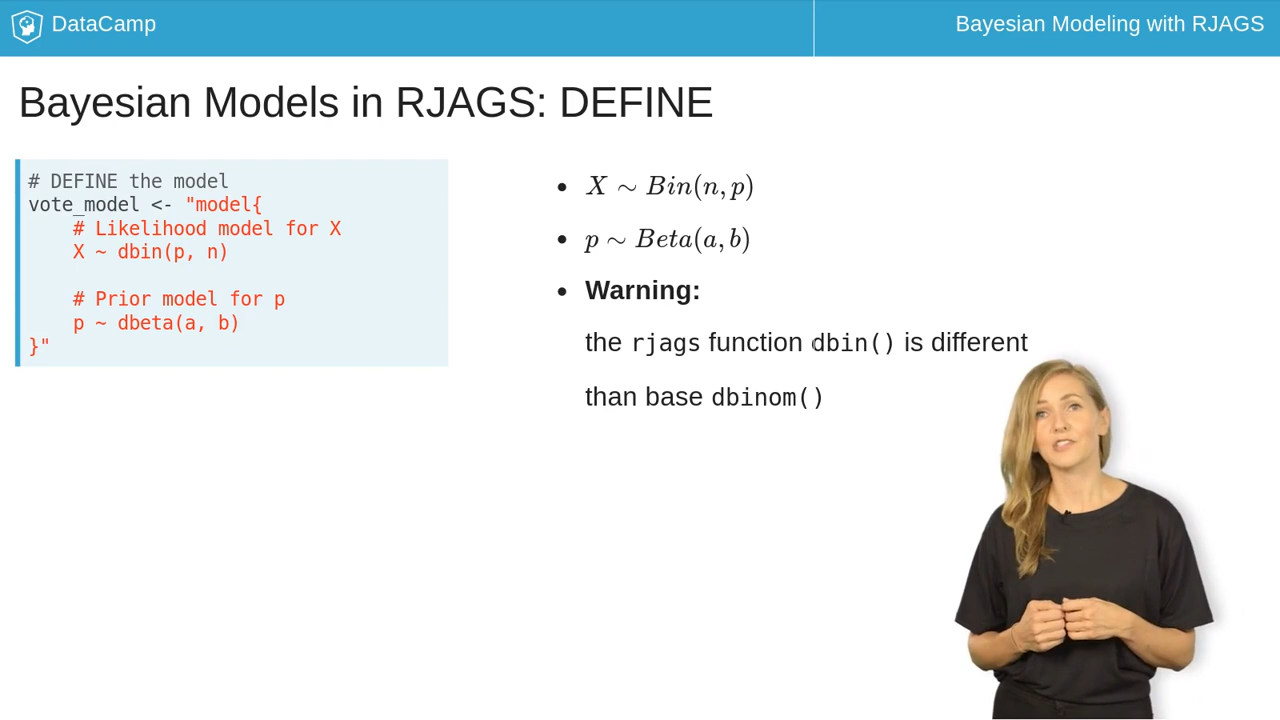 DataCamp
Bayesian Modeling with RJAGS
Bayesian Models in RJAGS: DEFINE
# DEFINE the model
vote_model <- "model{
# Likelihood model for X
X ~ dbin(p, n)
# Prior model for p
p ~ dbeta(a, b)
}"
• X ∼ Bin(n, p)
• p ∼ Beta(a, b)
• Warning:
the rjags function dbin() is different
than base dbinom()